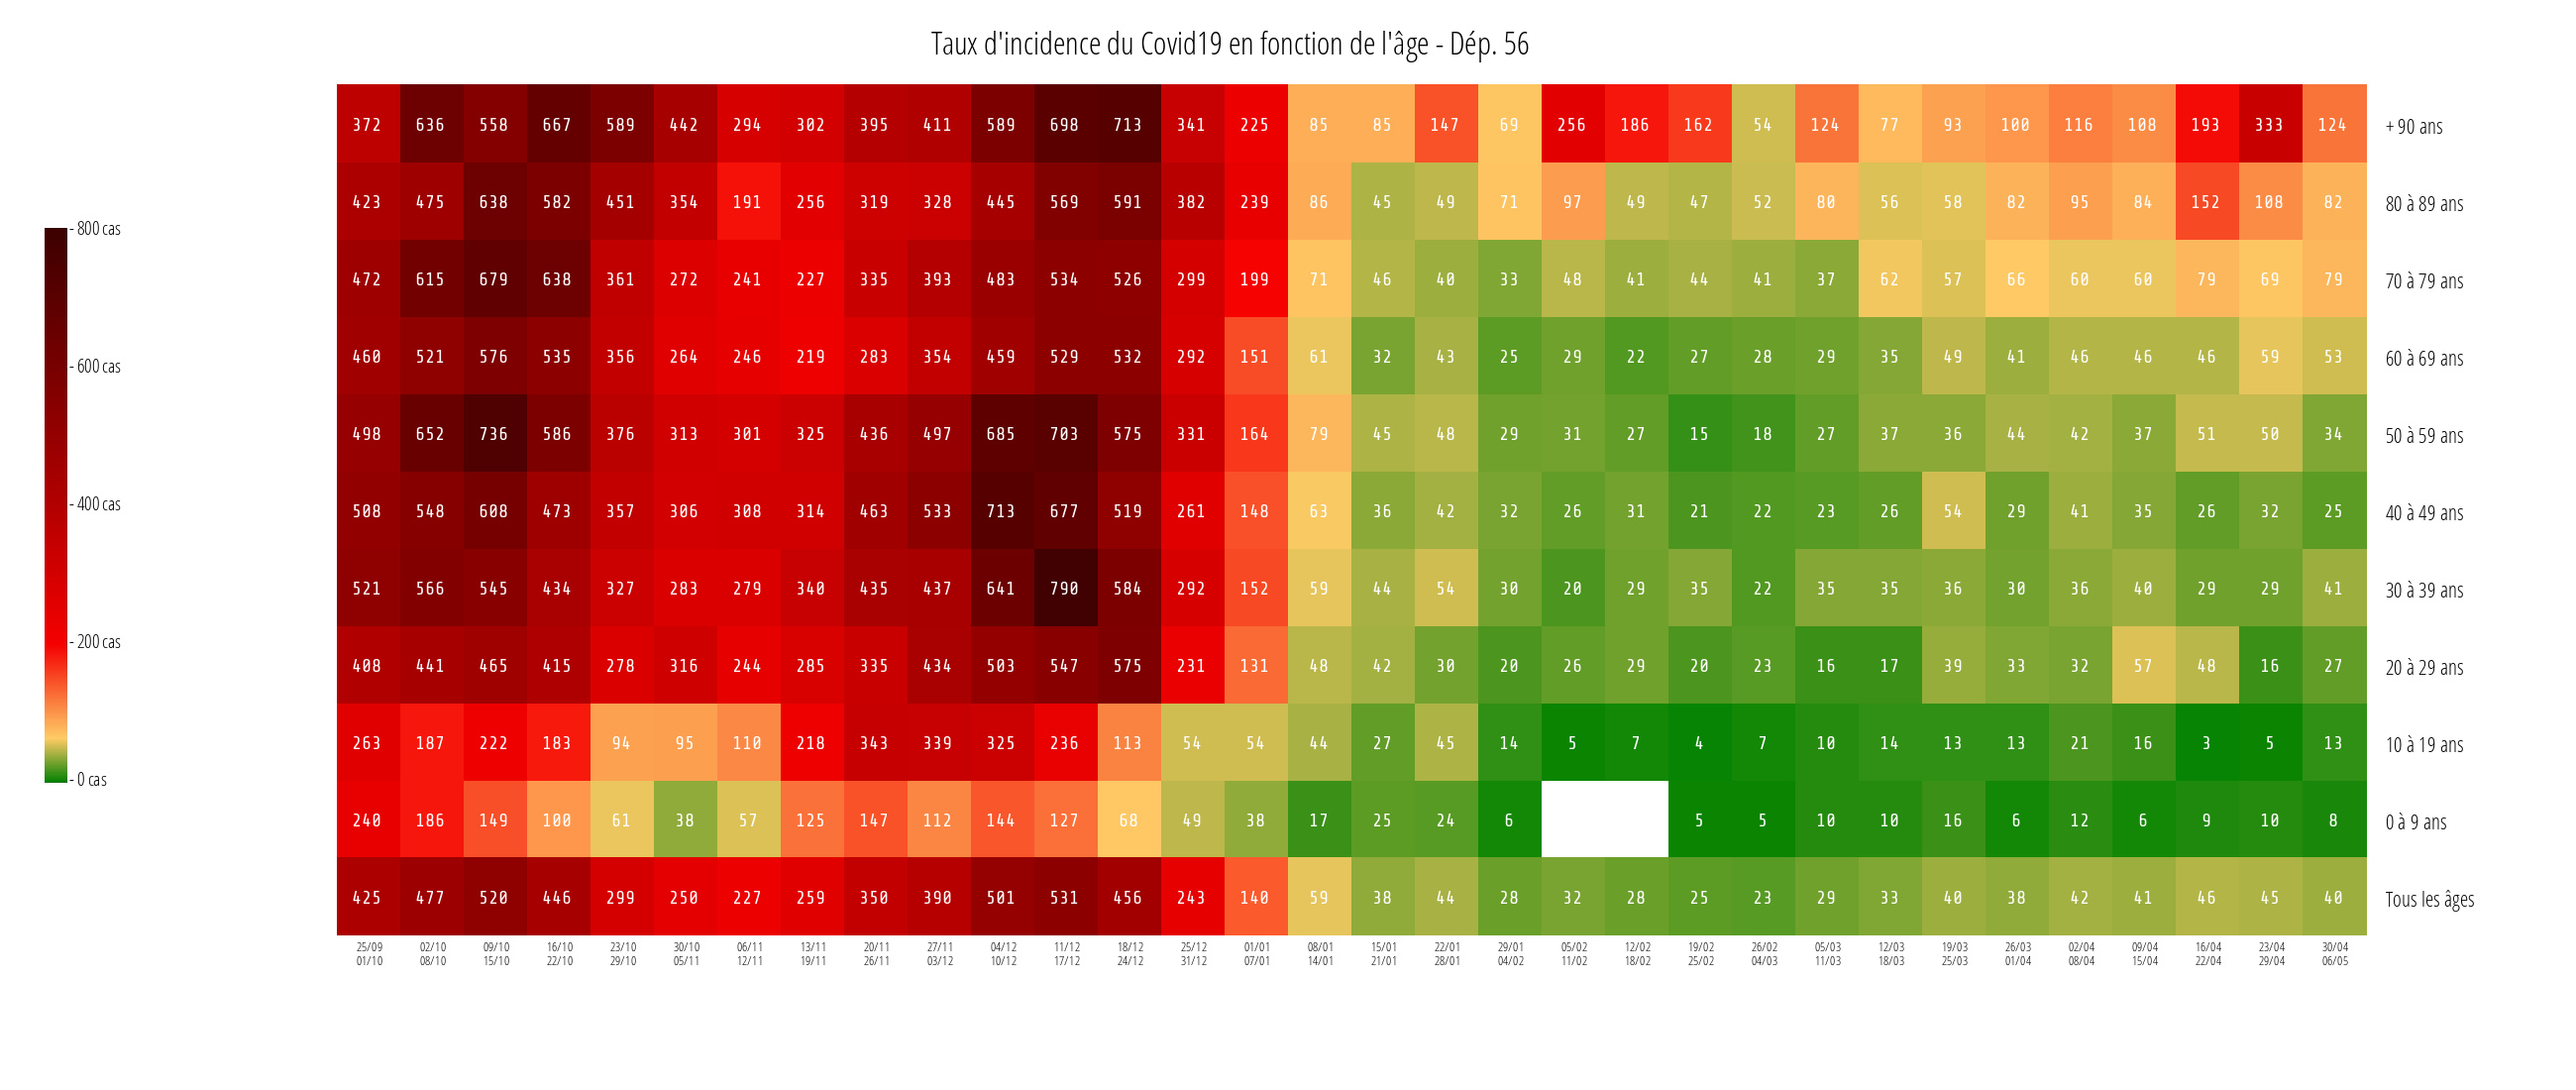 Taux d'incidence du Covid19 en fonction de l'âge - Dép. 56
372 636 558 667 589 442 294 302 395 411 589 698 713 341 225 85 85 147 69 256 186 162 54 124 77 93 100 116 108 193 333 124 + 90 ans
423 475 638 582 451 354 191 256 319 328 445 569 591 382 239 86 45 49 71 97 49 47 52 80 56 58 82 95 84 152 108 82 80 à 89 ans
- 800 cas
472 615 679 638 361 272 241 227 335 393 483 534 526 299 199 71 46 40 33 48 41 44 41 37 62 57 66 60 60 79 69 79 70 à 79 ans
460 521 576 535 356 264 246 219 283 354 459 529 532 292 151 61 32 43 25 29 22 27 28 29 35 49 41 46 46 46 59 53 60 à 69 ans
- 600 cas
498 652 736 586 376 313 301 325 436 497 685 703 575 331 164 79 45 48 29 31 27 15 18 27 37 36 44 42 37 51 50 34 50 à 59 ans
- 400 cas
508 548 608 473 357 306 308 314 463 533 713 677 519 261 148 63 36 42 32 26 31 21 22 23 26 54 29 41 35 26 32 25 40 à 49 ans
521 566 545 434 327 283 279 340 435 437 641 790 584 292 152 59 44 54 30 20 29 35 22 35 35 36 30 36 40 29 29 41 30 à 39 ans
- 200 cas
408 441 465 415 278 316 244 285 335 434 503 547 575 231 131 48 42 30 20 26 29 20 23 16 17 39 33 32 57 48 16 27 20 à 29 ans
263 187 222 183 94 95 110 218 343 339 325 236 113 54 54 44 27 45 14 5 7 4 7 10 14 13 13 21 16 3 5 13 10 à 19 ans
- 0 cas
240 186 149 100 61 38 57 125 147 112 144 127 68 49 38 17 25 24 6 5 5 10 10 16 6 12 6 9 10 8 0 à 9 ans
425 477 520 446 299 250 227 259 350 390 501 531 456 243 140 59 38 44 28 32 28 25 23 29 33 40 38 42 41 46 45 40 Tous les âges
25/09 02/10 09/10 16/10 23/10 30/10 06/11 13/11 20/11 27/11 04/12 11/12 18/12 25/12 01/01 08/01 15/01 22/01 29/01 05/02 12/02 19/02 26/02 05/03 12/03 19/03 26/03 02/04 09/04 16/04 23/04 30/04
01/10 08/10 15/10 22/10 29/10 05/11 12/11 19/11 26/11 03/12 10/12 17/12 24/12 31/12 07/01 14/01 21/01 28/01 04/02 11/02 18/02 25/02 04/03 11/03 18/03 25/03 01/04 08/04 15/04 22/04 29/04 06/05